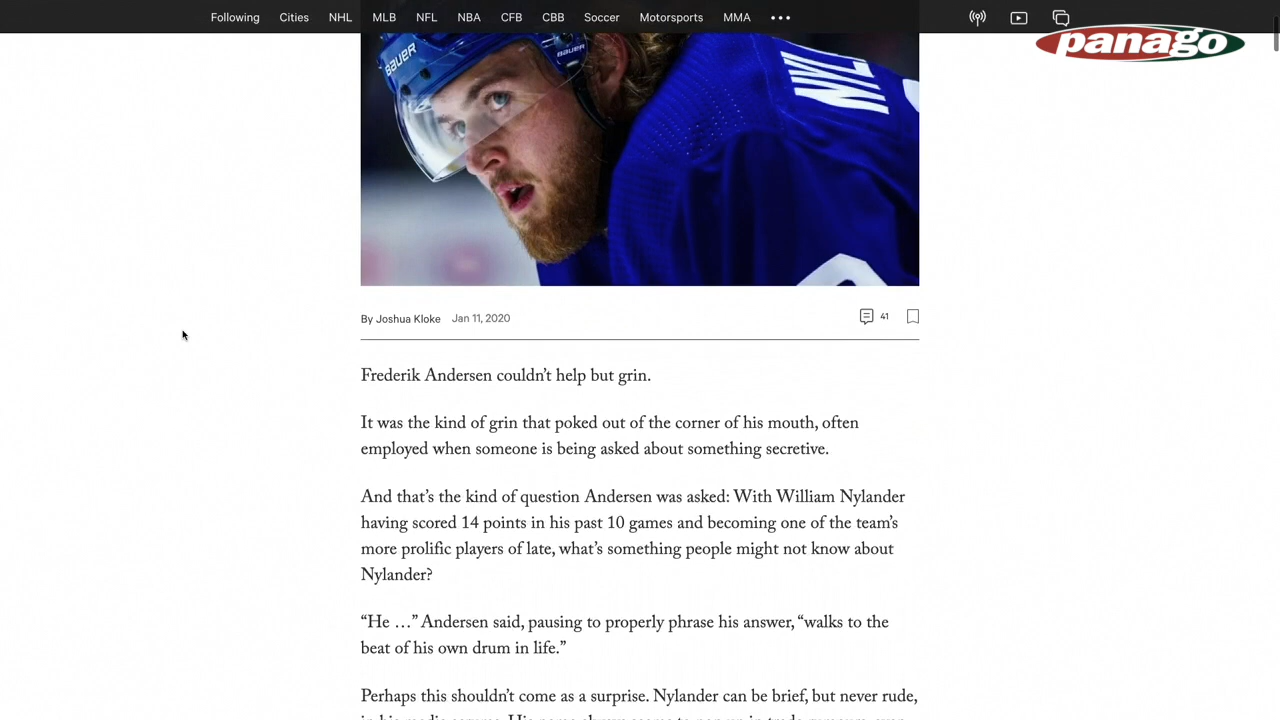 Following Cities NHL MLB NFL NBA CFB CBB Soccer Motorsports MMA
panago
BAUER
BAUER
NYL
By Joshua Kloke Jan 11, 2020 41
Frederik Andersen couldn’t help but grin.
It was the kind of grin that poked out of the corner of his mouth, often
employed when someone is being asked about something secretive.
And that’s the kind of question Andersen was asked: With William Nylander
having scored 14 points in his past 10 games and becoming one of the team’s
more prolific players of late, what’s something people might not know about
Nylander?
“He …” Andersen said, pausing to properly phrase his answer, “walks to the
beat of his own drum in life.”
Perhaps this shouldn’t come as a surprise. Nylander can be brief, but never rude,